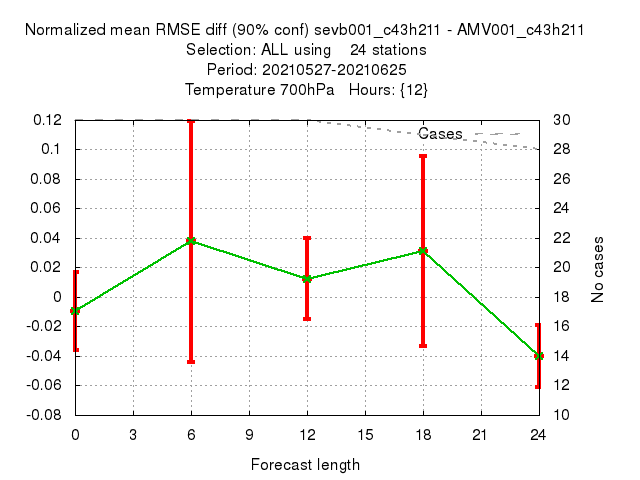 Normalized mean RMSE diff (90% conf) sevb001_c43h211 - AMV001_c43h211
Selection: ALL using    24 stations
Period: 20210527-20210625
Temperature 700hPa   Hours: {12}
Cases
0.12
0.1
0.08
0.06
0.04
0.02
0
-0.02
-0.04
-0.06
-0.08
30
28
26
24
22
20
18
16
14
12
10
No cases
0 3 6 9 12 15 18 21 24
Forecast length